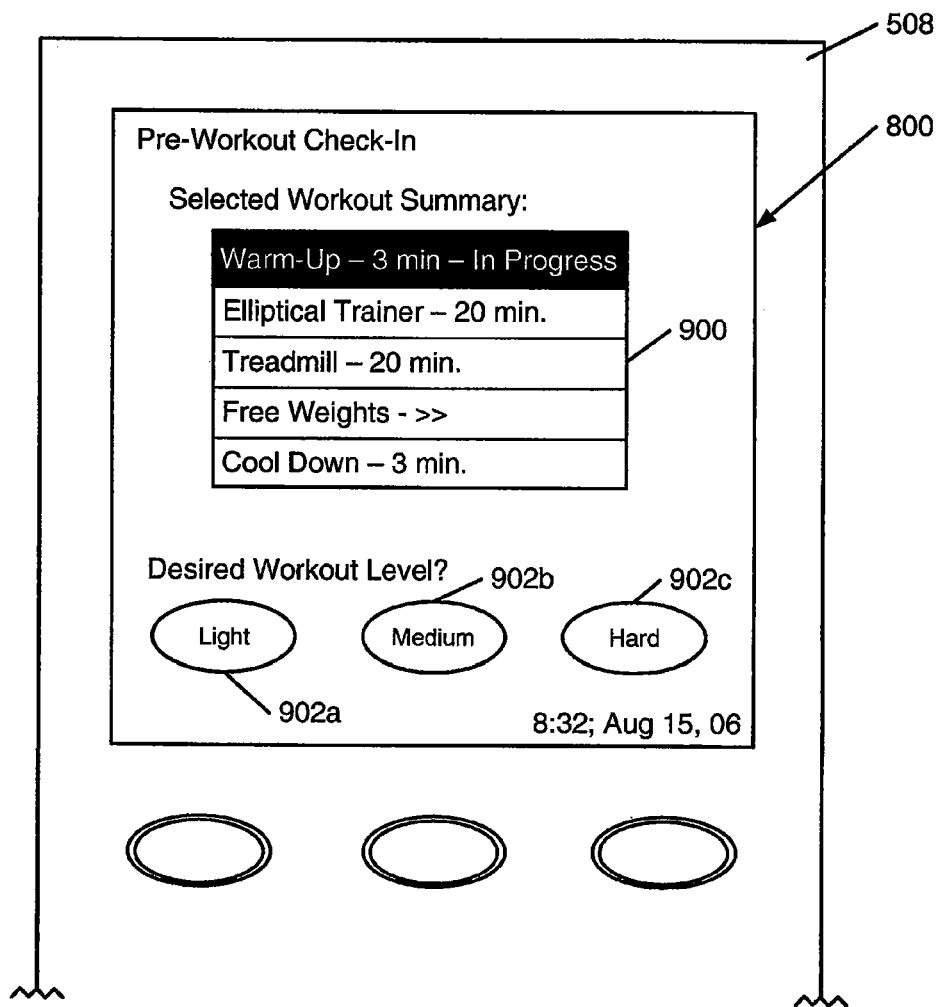 508
800
Pre-Workout Check-In
Selected Workout Summary:
Warm-Up – 3 min – In Progress
Elliptical Trainer – 20 min.
900
Treadmill – 20 min.
Free Weights - >>
Cool Down – 3 min.
Desired Workout Level?
902b
902c
Light
Medium
Hard
902a
8:32; Aug 15, 06